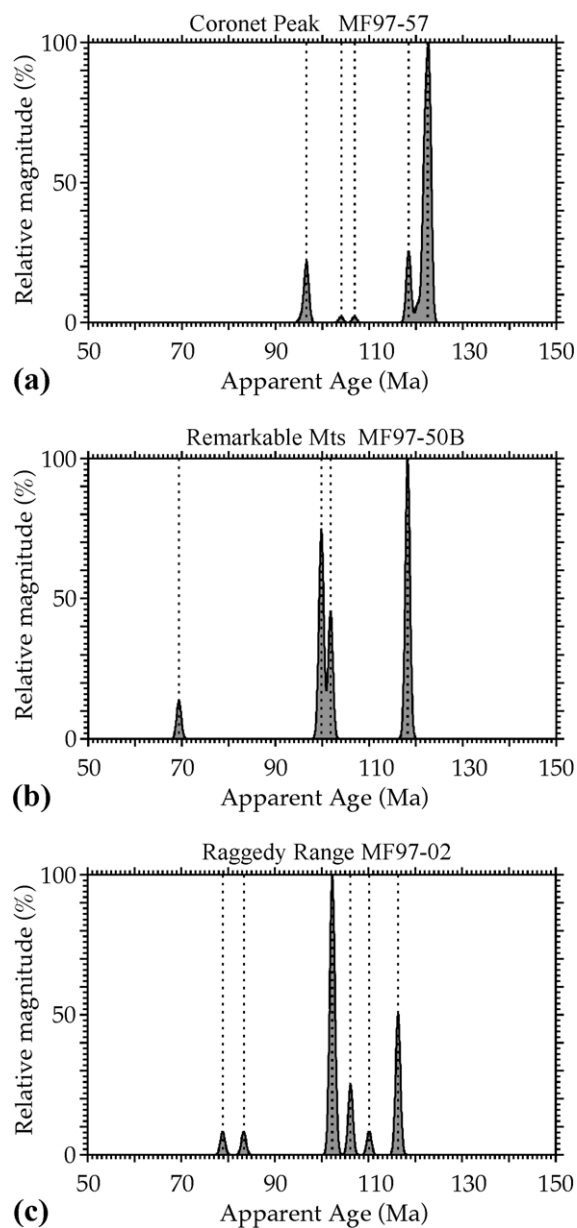 Coronet Peak MF97-57
100
50
0
Relative magnitude (%)
50 70 90 110 130 150
Apparent Age (Ma)
(a)
Remarkable Mts MF97-50B
100
50
0
Relative magnitude (%)
50 70 90 110 130 150
Apparent Age (Ma)
(b)
Raggedy Range MF97-02
100
50
0
Relative magnitude (%)
50 70 90 110 130 150
Apparent Age (Ma)
(c)